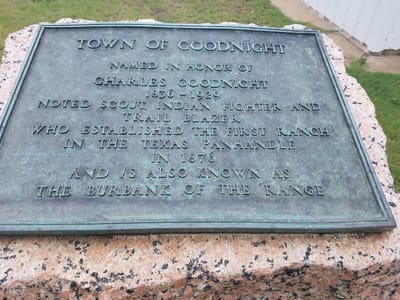 TOWN OF GOODNIGHT
NAMED IN HONOR OF
CHARLES GOODNIGHT
1836 - 1929
NOTED SCOUT, INDIAN FIGHTER AND
TRAIL BLAZER
WHO ESTABLISHED THE FIRST RANCH
IN THE TEXAS PANHANDLE
IN 1876
AND IS ALSO KNOWN AS
THE BURBANK OF THE RANGE